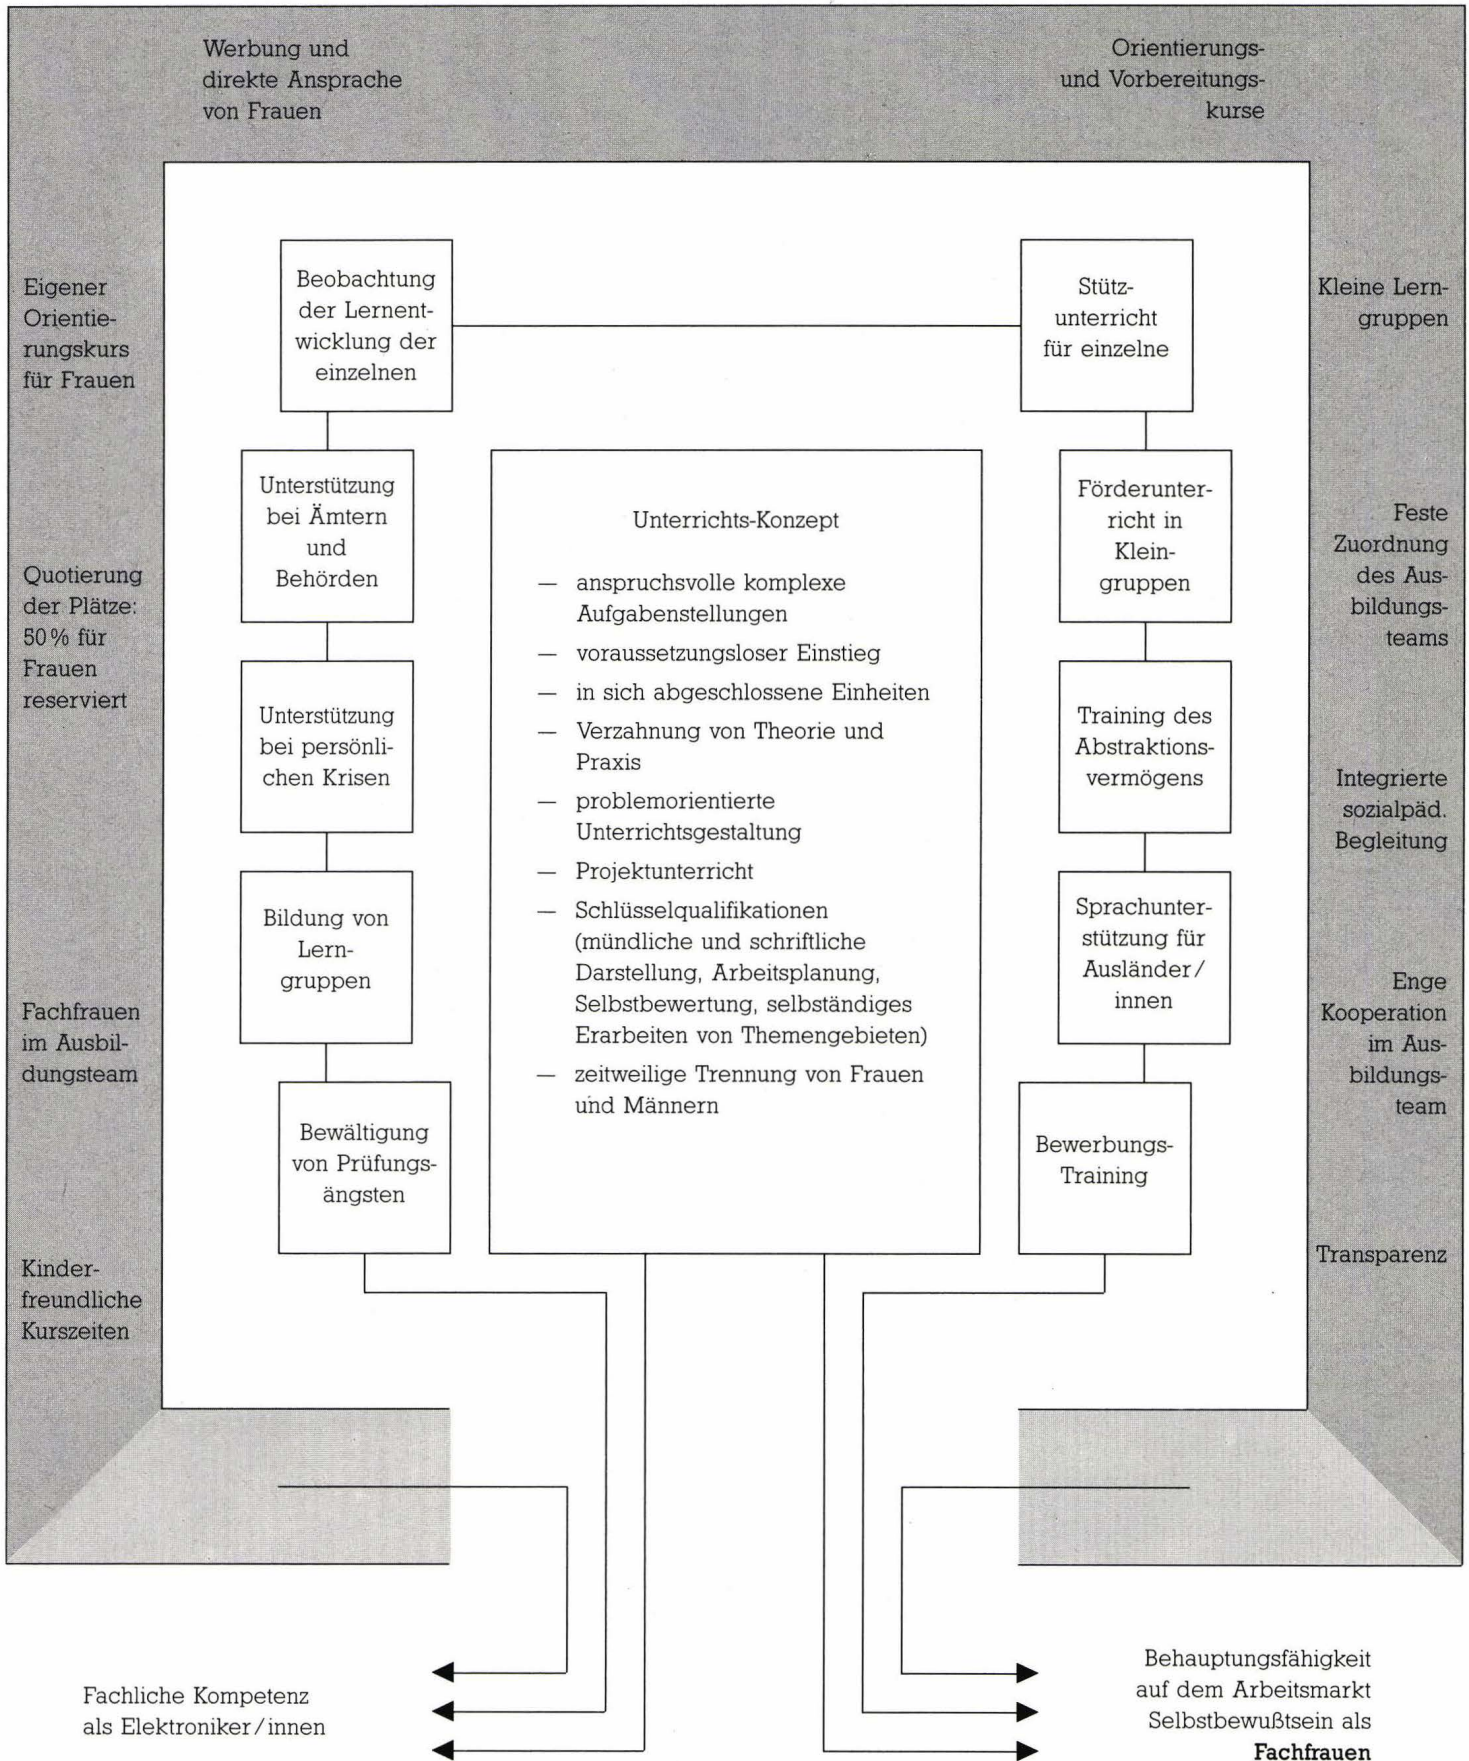 Werbung und
direkte Ansprache
von Frauen
Orientierungs-
und Vorbereitungs-
kurse
Eigener
Orientie-
rungskurs
für Frauen
Quotierung
der Plätze:
50% für
Frauen
reserviert
Fachfrauen
im Ausbil-
dungsteam
Kinder-
freundliche
Kurszeiten
Beobachtung
der Lernent-
wicklung der
einzelnen
Unterstützung
bei Ämtern
und
Behörden
Unterstützung
bei persönli-
chen Krisen
Bildung von
Lern-
gruppen
Bewältigung
von Prüfungs-
ängsten
Unterrichts-Konzept
— anspruchsvolle komplexe
Aufgabenstellungen
— voraussetzungsloser Einstieg
— in sich abgeschlossene Einheiten
— Verzahnung von Theorie und
Praxis
— problemorientierte
Unterrichtsgestaltung
— Projektunterricht
— Schlüsselqualifikationen
(mündliche und schriftliche
Darstellung, Arbeitsplanung,
Selbstbewertung, selbständiges
Erarbeiten von Themengebieten)
— zeitweilige Trennung von Frauen
und Männern
Stütz-
unterricht
für einzelne
Förderunter-
richt in
Klein-
gruppen
Training des
Abstraktions-
vermögens
Sprachunter-
stützung für
Ausländer/
innen
Bewerbungs-
Training
Kleine Lern-
gruppen
Feste
Zuordnung
des Aus-
bildungs-
teams
Integrierte
sozialpäd.
Begleitung
Enge
Kooperation
im Aus-
bildungs-
team
Transparenz
Fachliche Kompetenz
als Elektroniker/innen
Behauptungsfähigkeit
auf dem Arbeitsmarkt
Selbstbewußtsein als
Fachfrauen